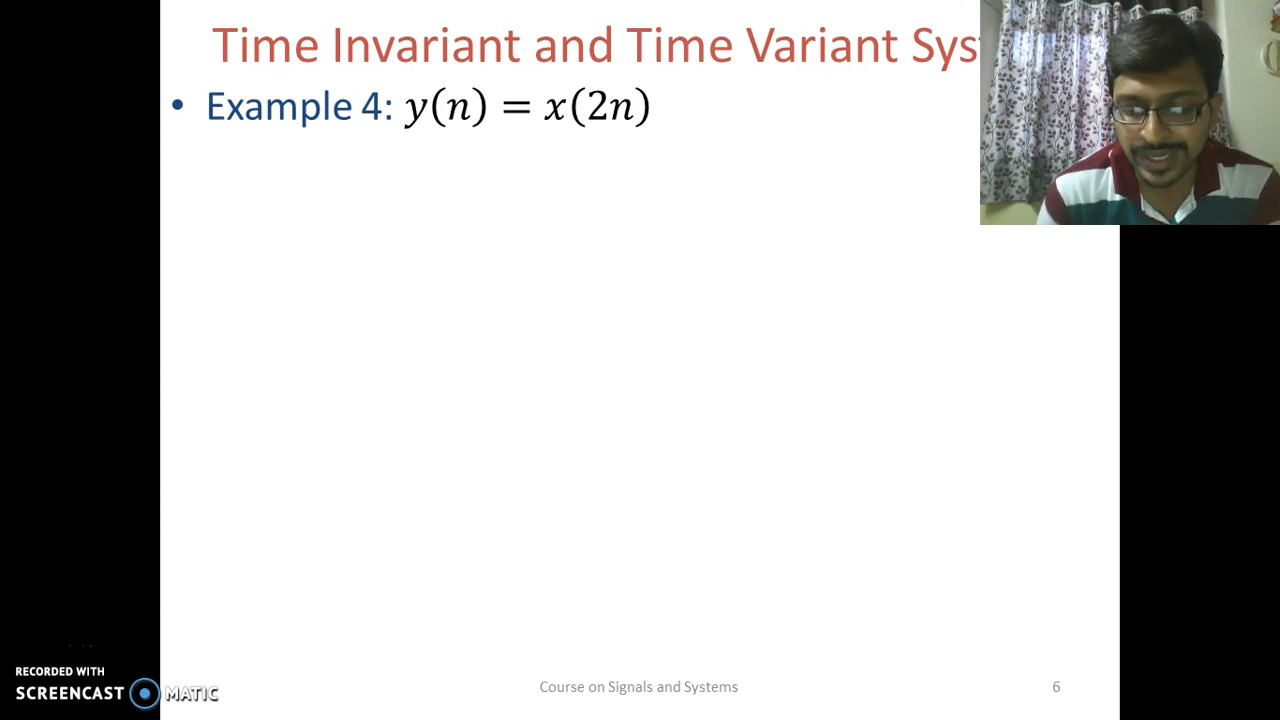 Time Invariant and Time Variant Sys
• Example 4: y(n) = x(2n)
RECORDED WITH
SCREENCAST MATIC
Course on Signals and Systems
6